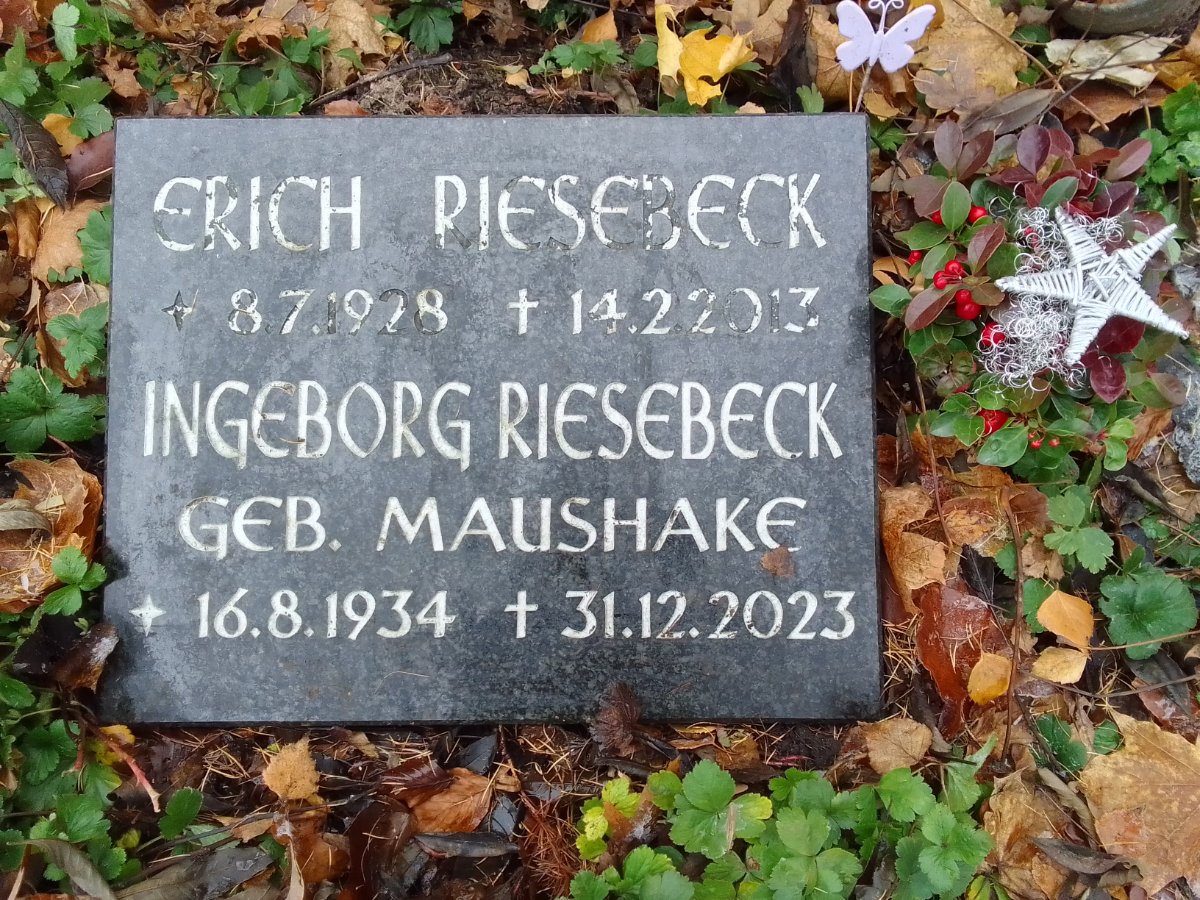 ERICH RIESEBECK
8.7.1928 † 14.2.2013
INGEBORG RIESEBECK
GEB. MAUSHAKE
16.8.1934 † 31.12.2023